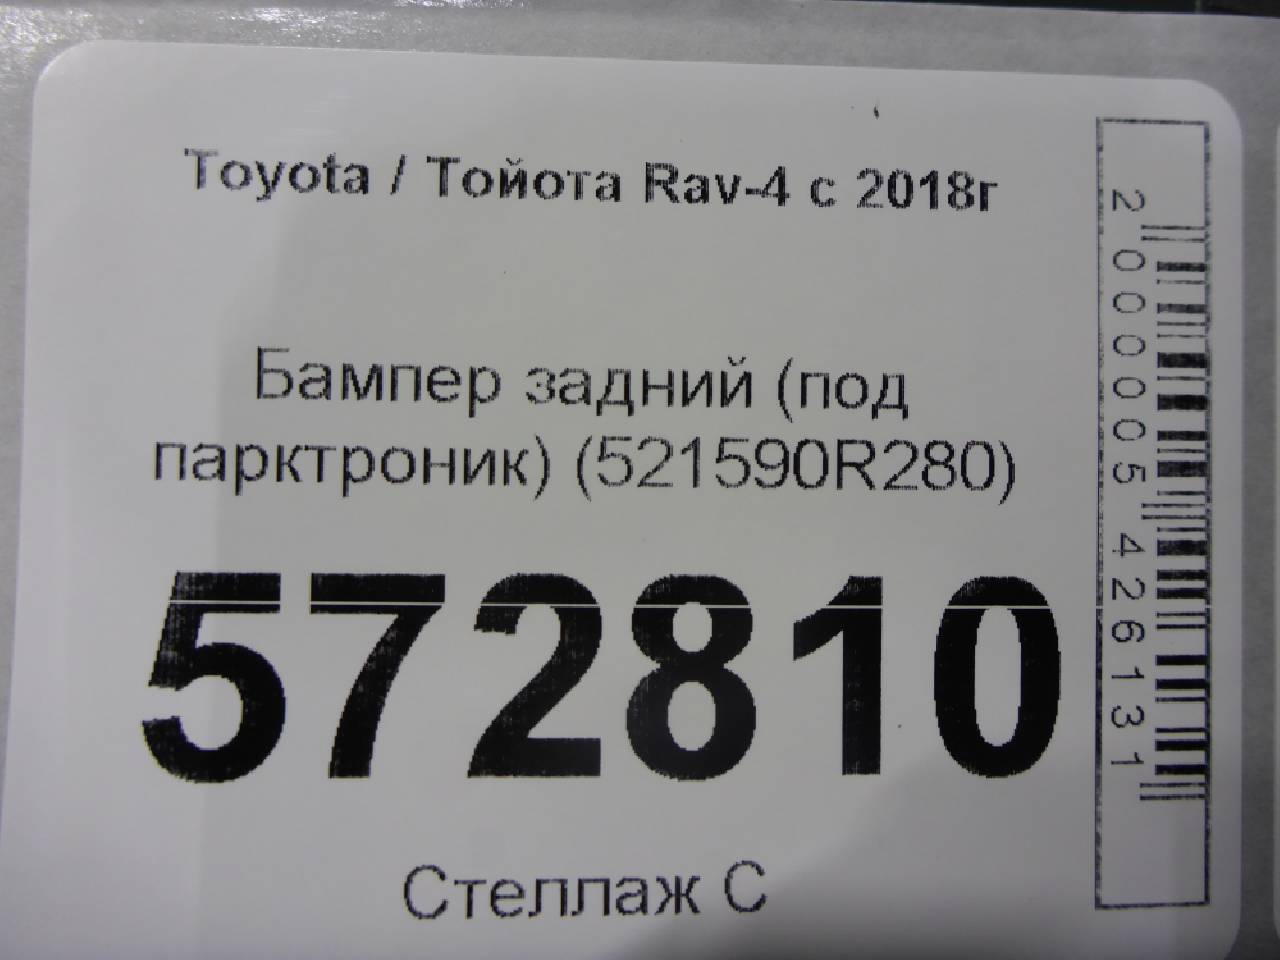 Toyota / Тойота Rav-4 с 2018г
Бампер задний (под
парктроник) (521590R280)
572810
Стеллаж С
2000005426131